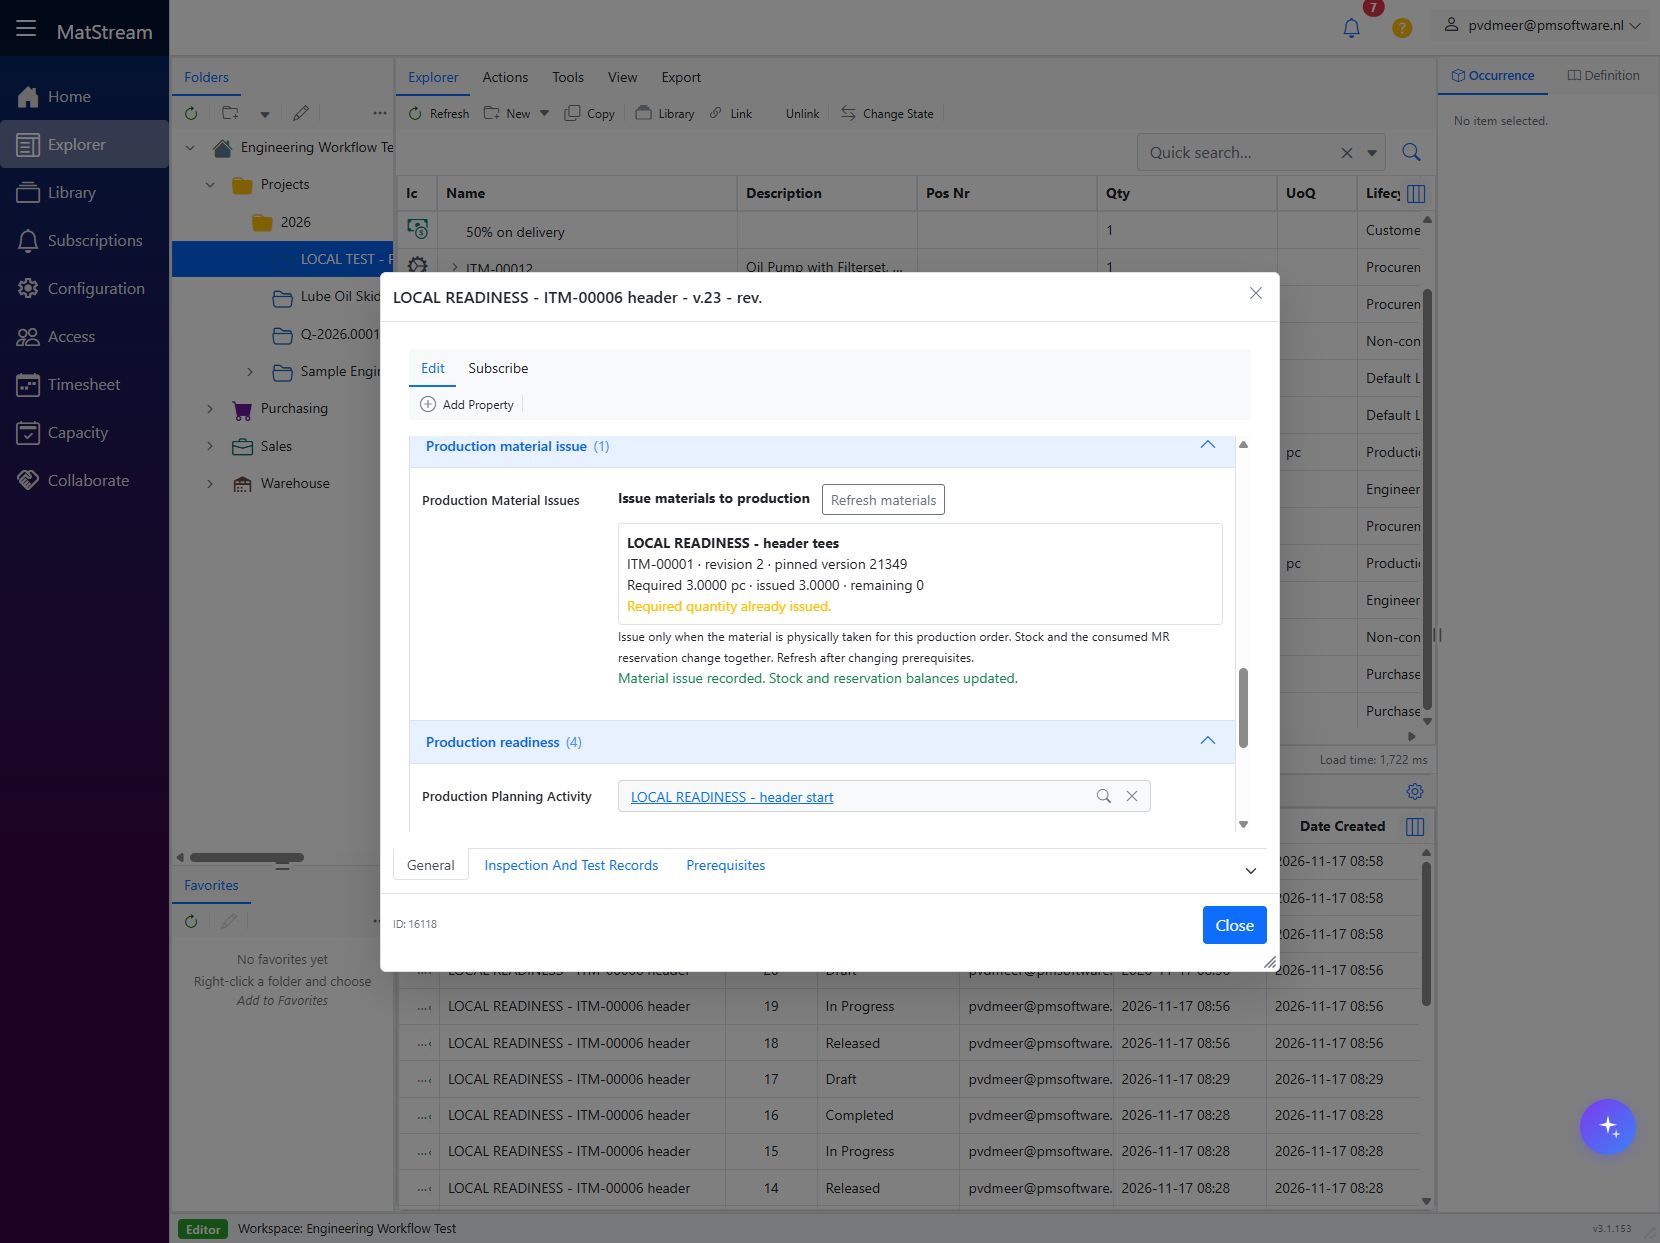 MatStream
7
?
pvdmeer@pmsoftware.nl
Home
Explorer
Library
Subscriptions
Configuration
Access
Timesheet
Capacity
Collaborate
Folders
Engineering Workflow Te
Projects
2026
LOCAL TEST -
Lube Oil Skid
Q-2026.0001
Sample Engi
Purchasing
Sales
Warehouse
Favorites
No favorites yet
Right-click a folder and choose
Add to Favorites
Explorer Actions Tools View Export
Refresh New Copy Library Link Unlink Change State
Quick search...
Ic Name Description Pos Nr Qty UoQ Lifecy
50% on delivery 1 Custome
ITM-00012 Oil Pump with Filterset, ... 1 Procuren
Procuren
Non-con
Default L
Default L
pc Producti
Engineer
Procuren
pc Producti
Engineer
Non-con
Purchase
Purchase
Load time: 1,722 ms
Occurrence Definition
No item selected.
LOCAL READINESS - ITM-00006 header - v.23 - rev.
Edit Subscribe
Add Property
Production material issue (1)
Production Material Issues
Issue materials to production Refresh materials
LOCAL READINESS - header tees
ITM-00001 · revision 2 · pinned version 21349
Required 3.0000 pc · issued 3.0000 · remaining 0
Required quantity already issued.
Issue only when the material is physically taken for this production order. Stock and the consumed MR
reservation change together. Refresh after changing prerequisites.
Material issue recorded. Stock and reservation balances updated.
Production readiness (4)
Production Planning Activity LOCAL READINESS - header start
General Inspection And Test Records Prerequisites
ID: 16118
Close
Date Created
2026-11-17 08:58
2026-11-17 08:58
2026-11-17 08:58
2026-11-17 08:56
LOCAL READINESS - ITM-00006 header 19 In Progress pvdmeer@pmsoftware. 2026-11-17 08:56 2026-11-17 08:56
LOCAL READINESS - ITM-00006 header 18 Released pvdmeer@pmsoftware. 2026-11-17 08:56 2026-11-17 08:56
LOCAL READINESS - ITM-00006 header 17 Draft pvdmeer@pmsoftware. 2026-11-17 08:29 2026-11-17 08:29
LOCAL READINESS - ITM-00006 header 16 Completed pvdmeer@pmsoftware. 2026-11-17 08:28 2026-11-17 08:28
LOCAL READINESS - ITM-00006 header 15 In Progress pvdmeer@pmsoftware. 2026-11-17 08:28 2026-11-17 08:28
LOCAL READINESS - ITM-00006 header 14 Released pvdmeer@pmsoftware. 2026-11-17 08:28 2026-11-17 08:28
Editor Workspace: Engineering Workflow Test
v3.1.153